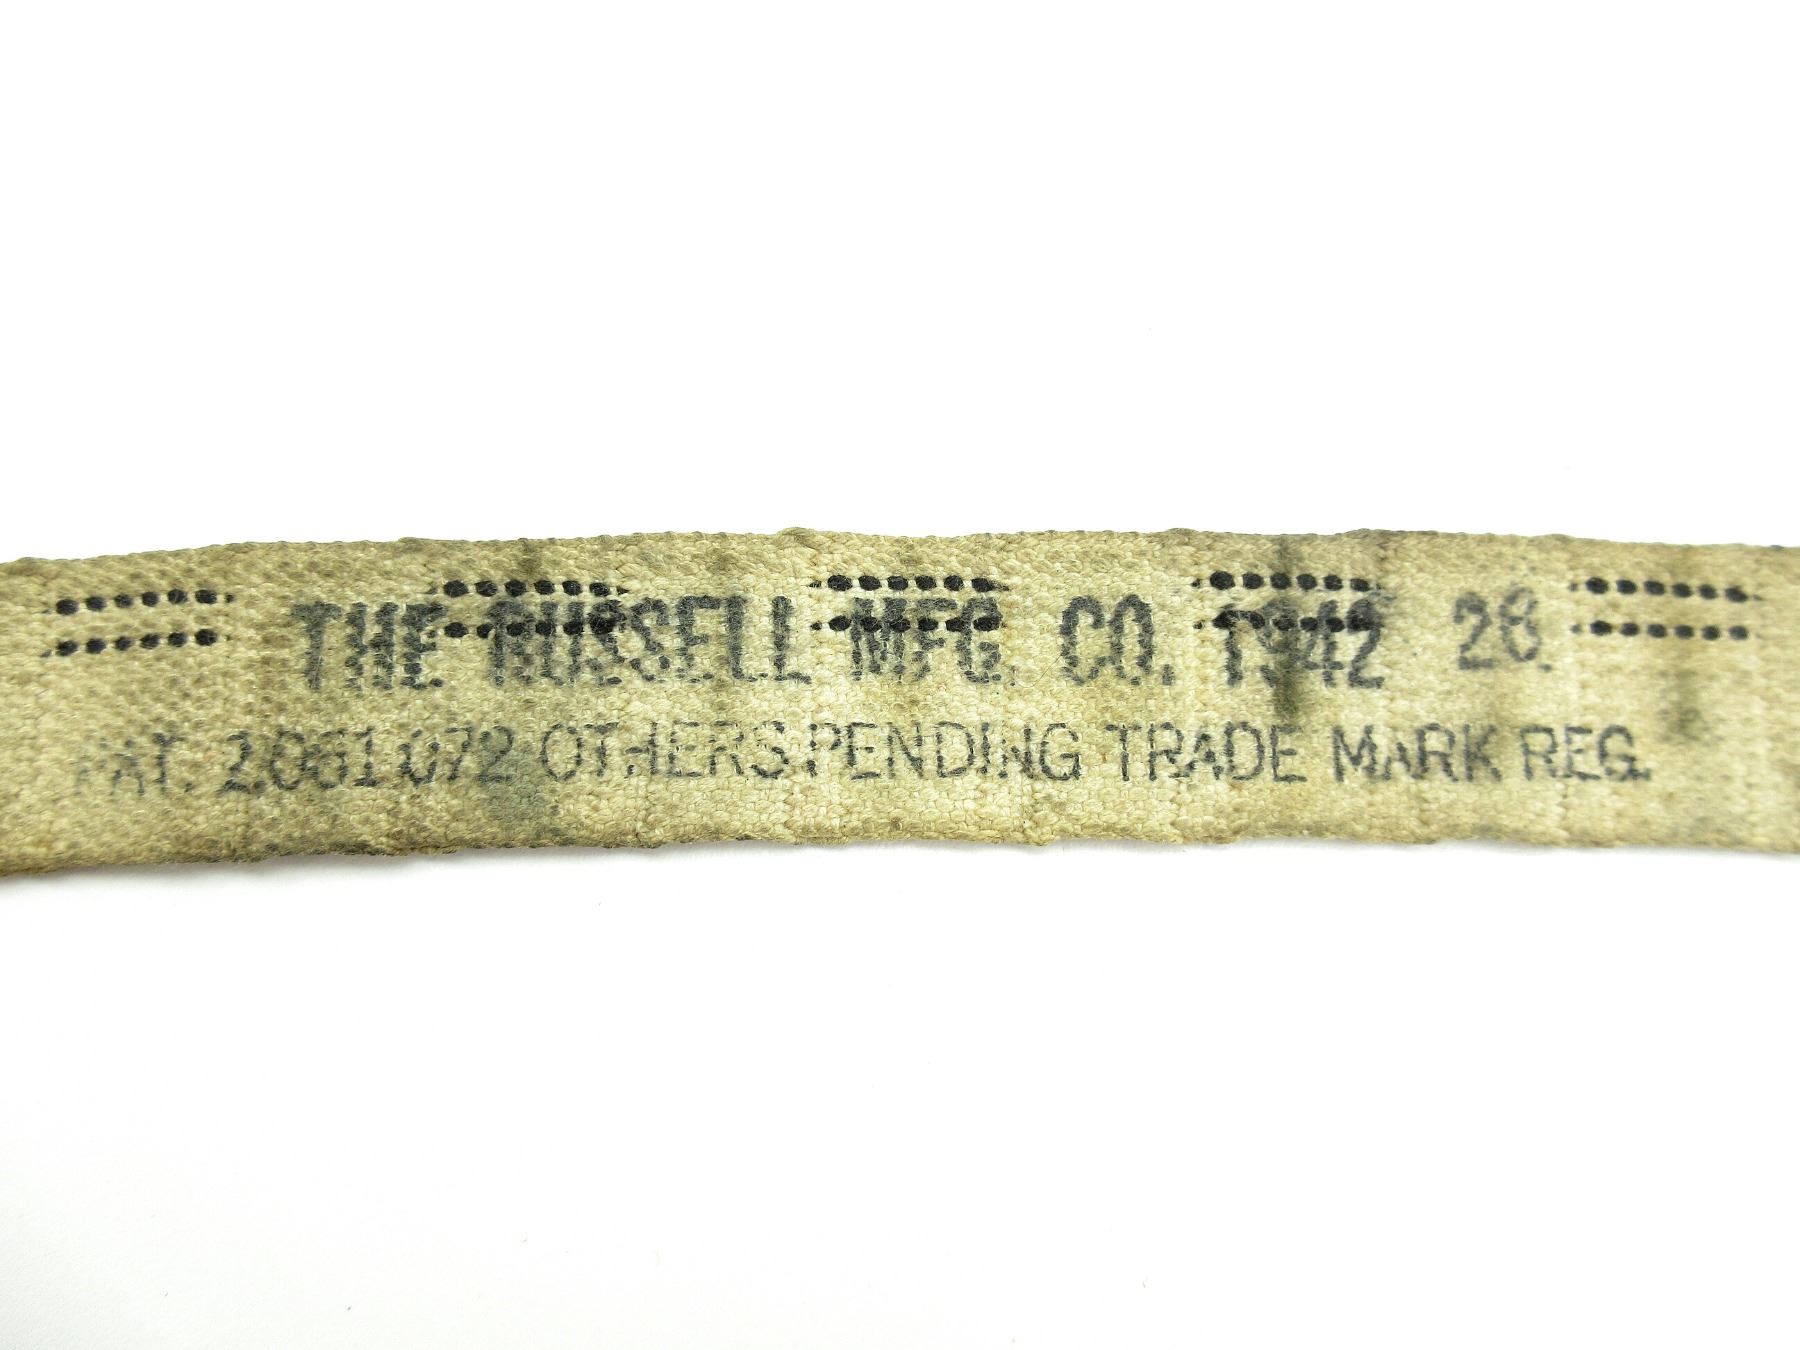 THE RUSSELL MFG. CO. 1942 28.
PAT. 2.061.072 OTHERS PENDING TRADE MARK REG.